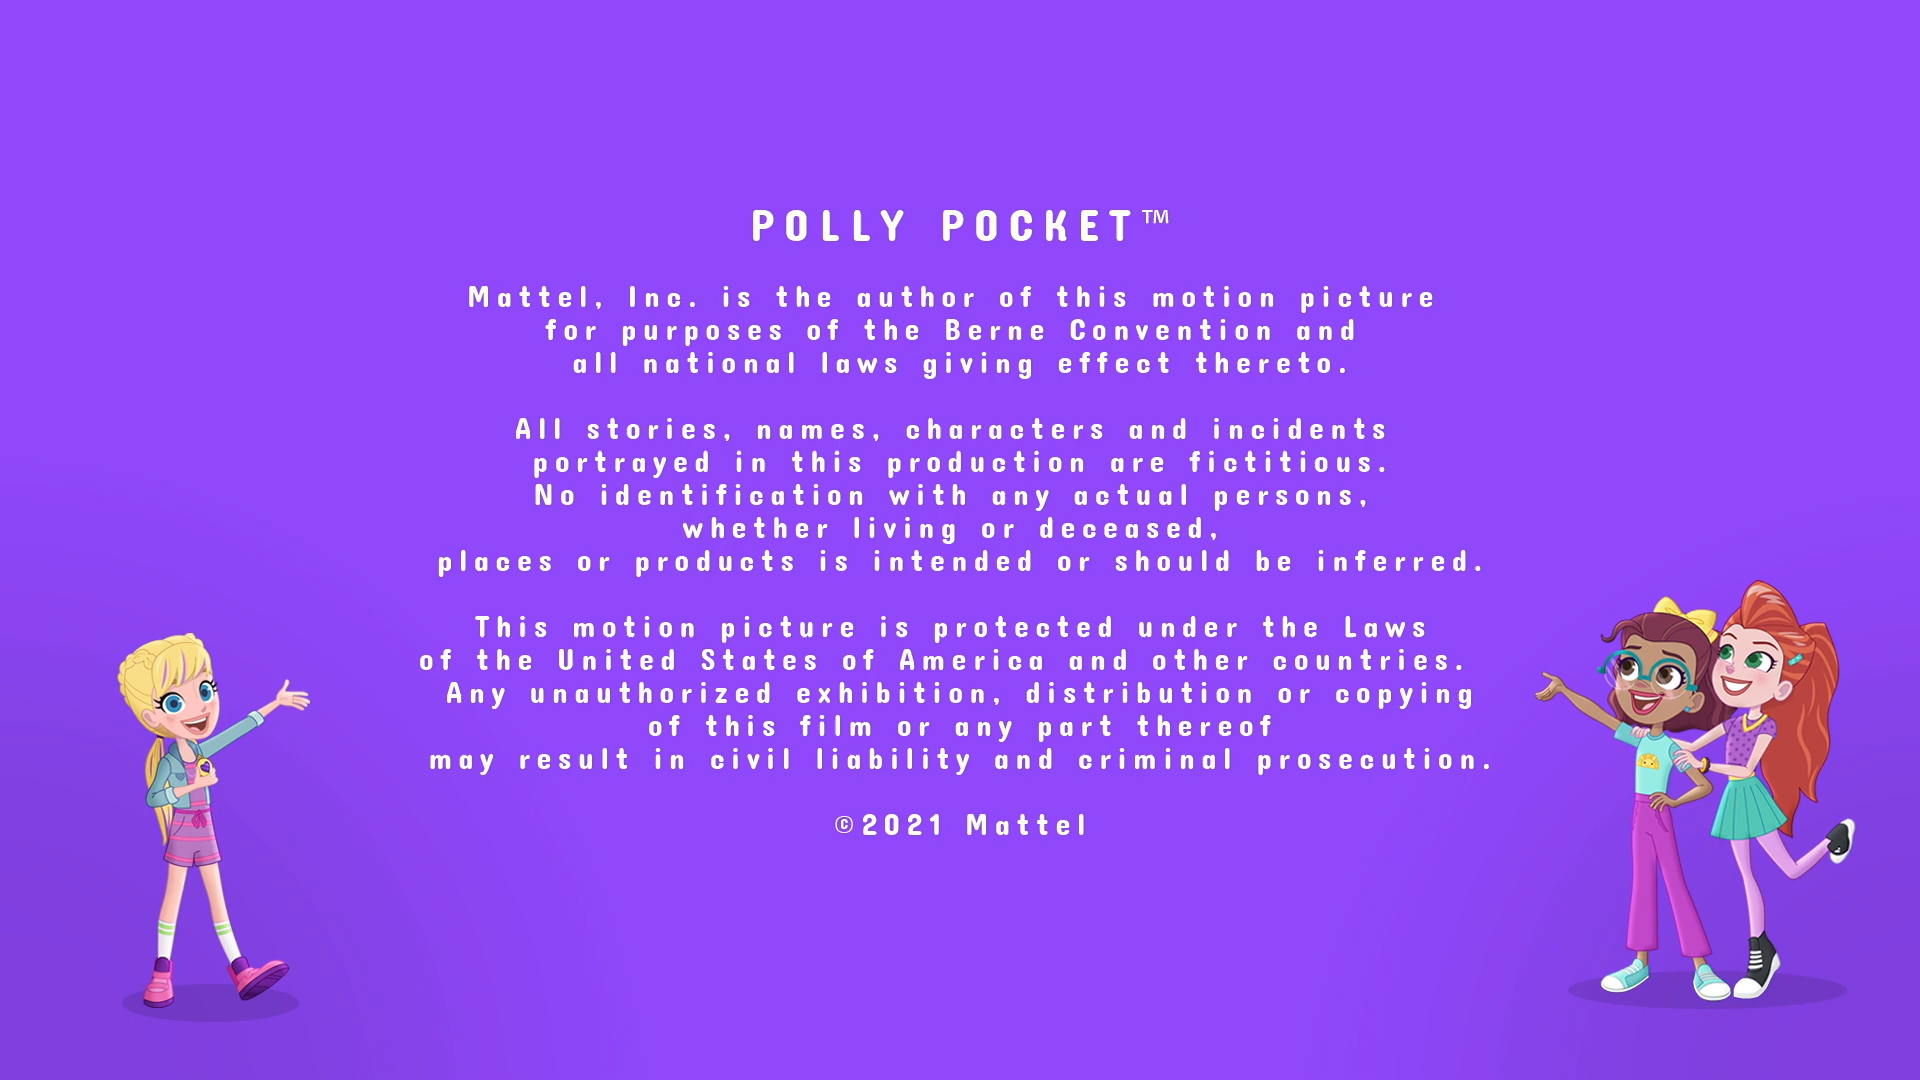 POLLY POCKET™
Mattel, Inc. is the author of this motion picture
for purposes of the Berne Convention and
all national laws giving effect thereto.
All stories, names, characters and incidents
portrayed in this production are fictitious.
No identification with any actual persons,
whether living or deceased,
places or products is intended or should be inferred.
This motion picture is protected under the Laws
of the United States of America and other countries.
Any unauthorized exhibition, distribution or copying
of this film or any part thereof
may result in civil liability and criminal prosecution.
©2021 Mattel